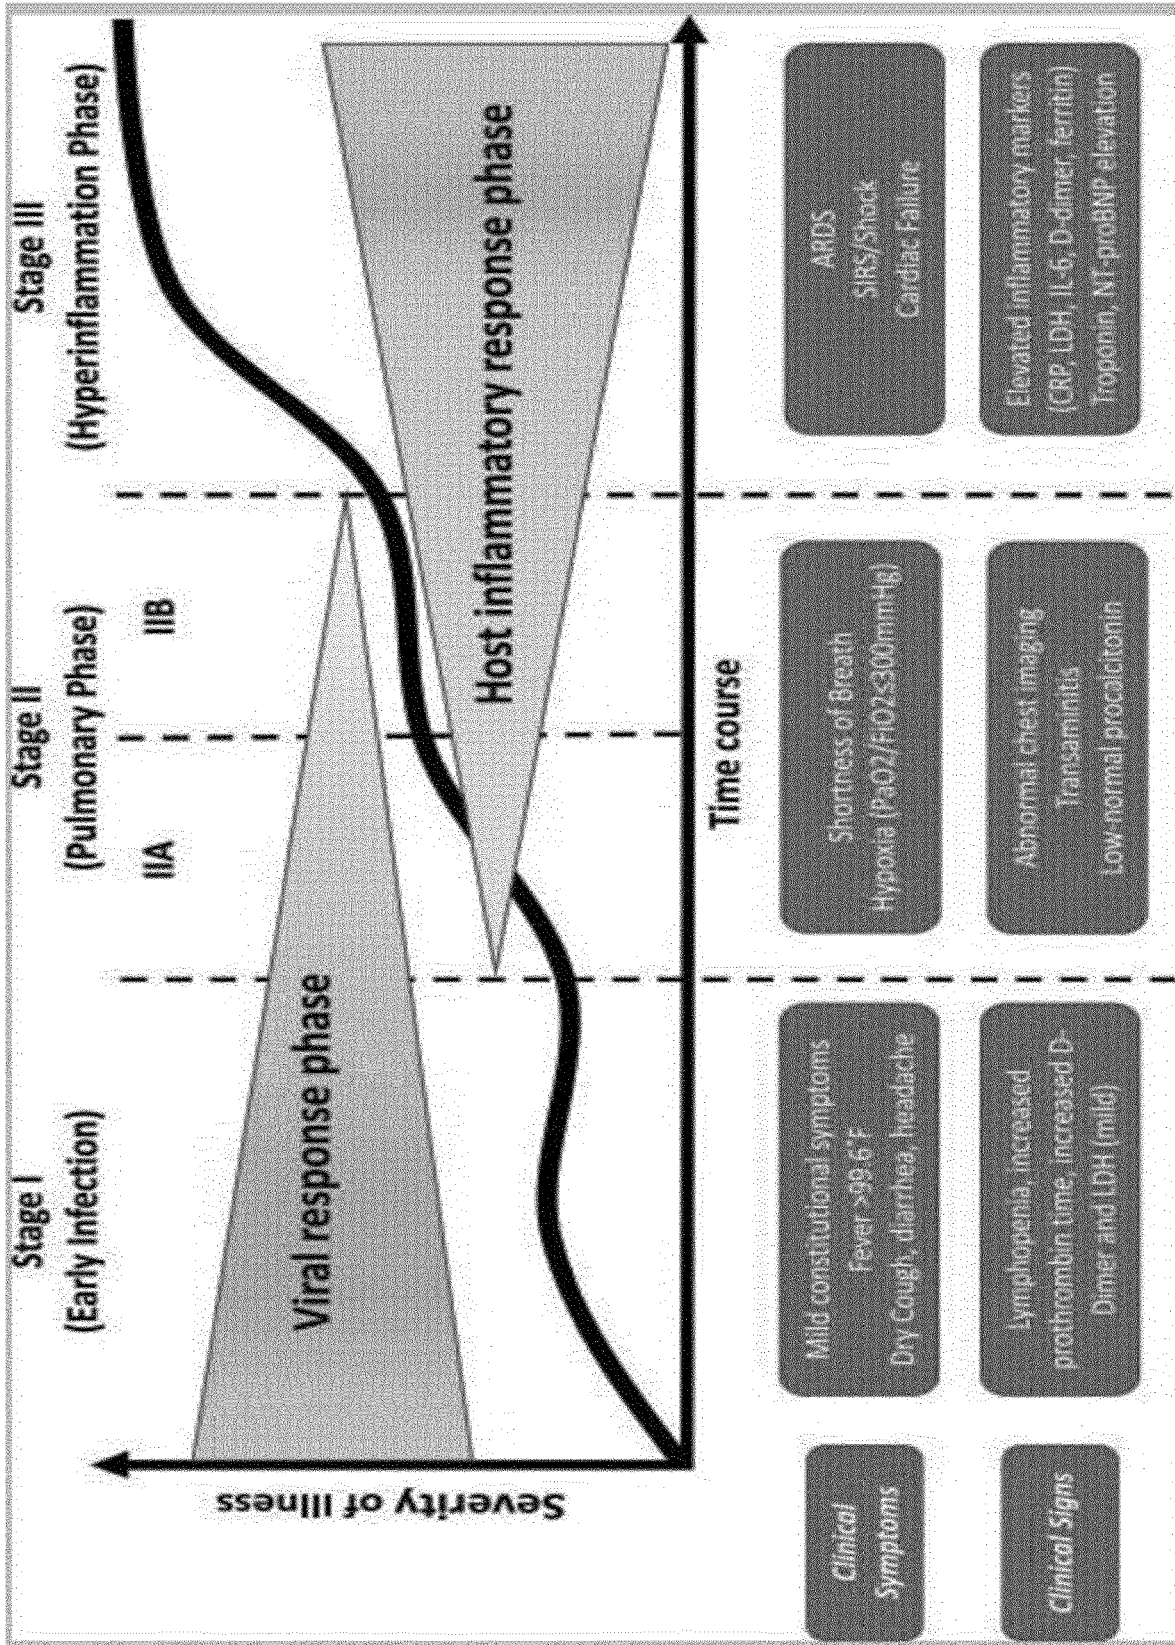 Stage I
(Early Infection)
Stage II
(Pulmonary Phase)
IIA
IIB
Stage III
(Hyperinflammation Phase)
Severity of Illness
Viral response phase
Host inflammatory response phase
Time course
Clinical
Symptoms
Mild constitutional symptoms
Fever >99.6°F
Dry Cough, diarrhea, headache
Shortness of Breath
Hypoxia (PaO2/FiO2≤300mmHg)
ARDS
SIRS/Shock
Cardiac Failure
Clinical Signs
Lymphopenia, increased
prothrombin time, increased D-
Dimer and LDH (mild)
Abnormal chest imaging
Transaminitis
Low-normal procalcitonin
Elevated inflammatory markers
(CRP, LDH, IL-6, D-dimer, ferritin)
Troponin, NT-proBNP elevation